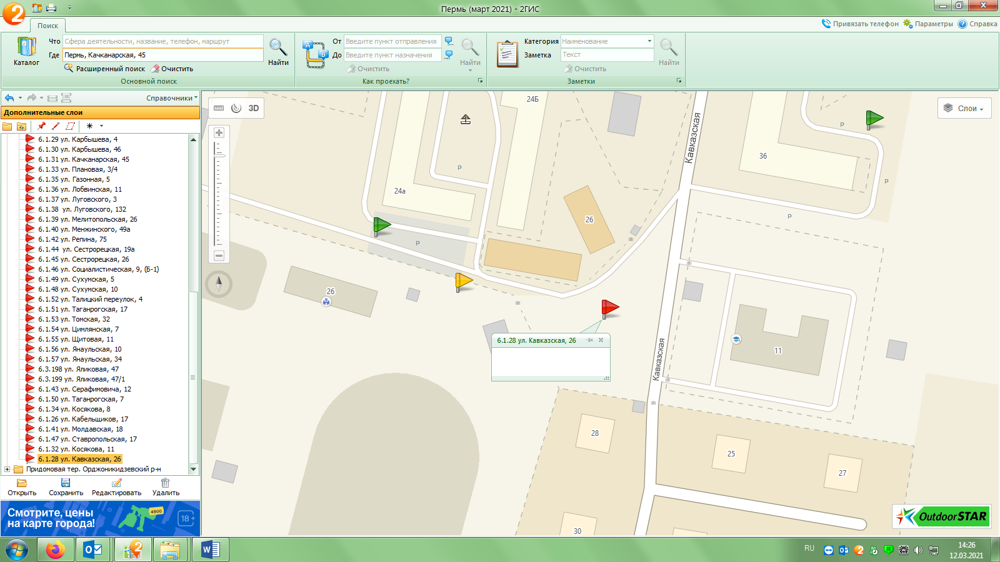 Пермь (март 2021) - 2ГИС
Поиск
Привязать телефон
Параметры
Справка
Каталог
Что
Сфера деятельности, название, телефон, маршрут
Где
Пермь, Качканарская, 45
Расширенный поиск
Очистить
Найти
Основной поиск
От
Введите пункт отправления
До
Введите пункт назначения
Очистить
Найти
Как проехать?
Категория
Наименование
Заметка
Текст
Очистить
Найти
Заметки
Справочники
Дополнительные слои
6.1.29 ул. Карбышева, 4
6.1.30 ул. Карбышева, 46
6.1.31 ул. Качканарская, 45
6.1.33 ул. Плановая, 3/4
6.1.35 ул. Газонная, 5
6.1.36 ул. Лобвинская, 11
6.1.37 ул. Луговского, 3
6.1.38  ул. Луговского, 132
6.1.39 ул. Мелитопольская, 26
6.1.40 ул. Менжинского, 49а
6.1.42 ул. Репина, 75
6.1.44  ул. Сестрорецкая, 19а
6.1.45 ул. Сестрорецкая, 26
6.1.46 ул. Социалистическая, 9, (Б-1)
6.1.49 ул. Сухумская, 5
6.1.48 ул. Сухумская, 10
6.1.52 ул. Талицкий переулок, 4
6.1.51 ул. Таганрогская, 17
6.1.53 ул. Томская, 32
6.1.54 ул. Цимлянская, 7
6.1.55 ул. Щитовая, 11
6.1.56 ул. Янаульская, 10
6.1.57 ул. Янаульская, 34
6.3.198 ул. Яликовая, 47
6.3.199 ул. Яликовая, 47/1
6.1.43 ул. Серафимовича, 12
6.1.50 ул. Таганрогская, 7
6.1.34 ул. Косякова, 8
6.1.26 ул. Кабельщиков, 17
6.1.41 ул. Молдавская, 18
6.1.47 ул. Ставропольская, 17
6.1.32 ул. Косякова, 11
6.1.28 ул. Кавказская, 26
Придомовая тер. Орджоникидзевский р-н
Открыть
Сохранить
Редактировать
Удалить
Смотрите, цены
на карте города!
4900
18+
3D
Слои
24Б
24а
P
P
26
26
Кавказская
36
P
P
P
6.1.28 ул. Кавказская, 26
Кавказская
11
28
25
27
30
OutdoorSTAR
RU
14:26
12.03.2021